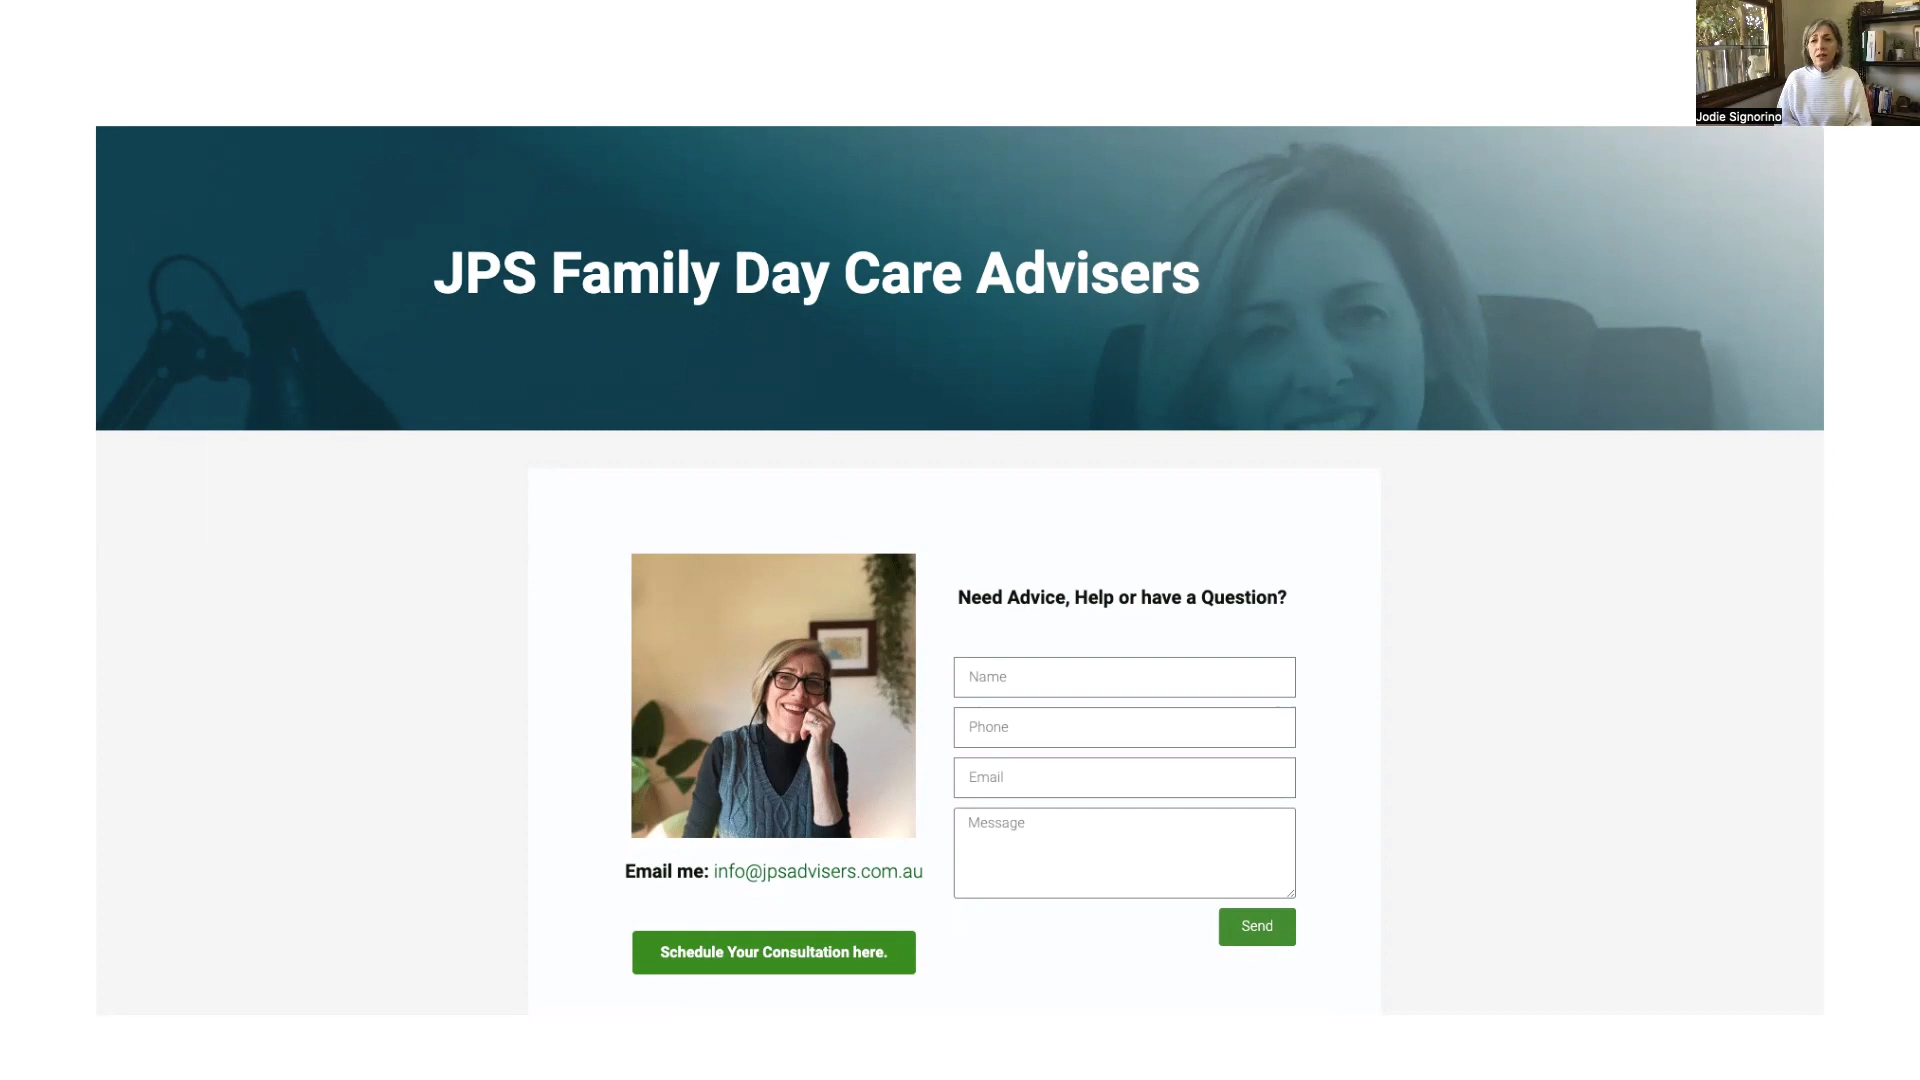 Jodie Signorino
JPS Family Day Care Advisers
Need Advice, Help or have a Question?
Name
Phone
Email
Message
Send
Email me: info@jpsadvisers.com.au
Schedule Your Consultation here.